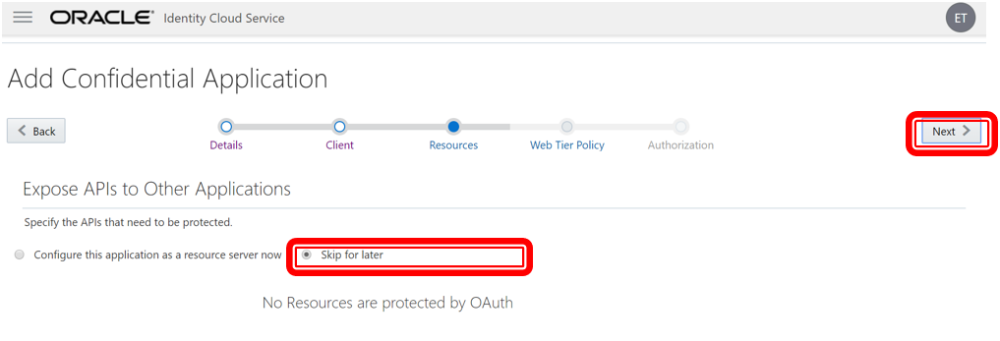 ORACLE® Identity Cloud Service ET
Add Confidential Application
Back
Next
Details Client Resources Web Tier Policy Authorization
Expose APIs to Other Applications
Specify the APIs that need to be protected.
Configure this application as a resource server now Skip for later
No Resources are protected by OAuth